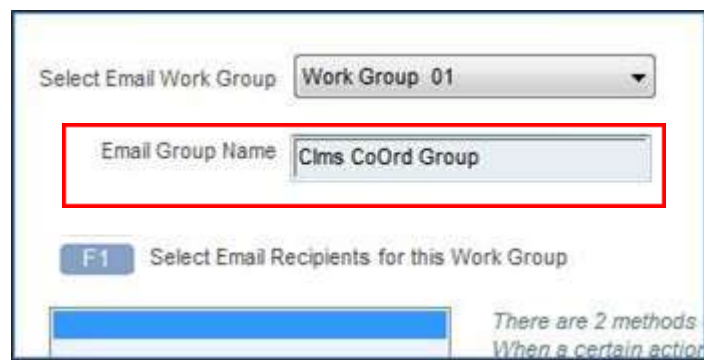 Select Email Work Group Work Group 01
Email Group Name Clms CoOrd Group
F1 Select Email Recipients for this Work Group
There are 2 methods
When a certain action